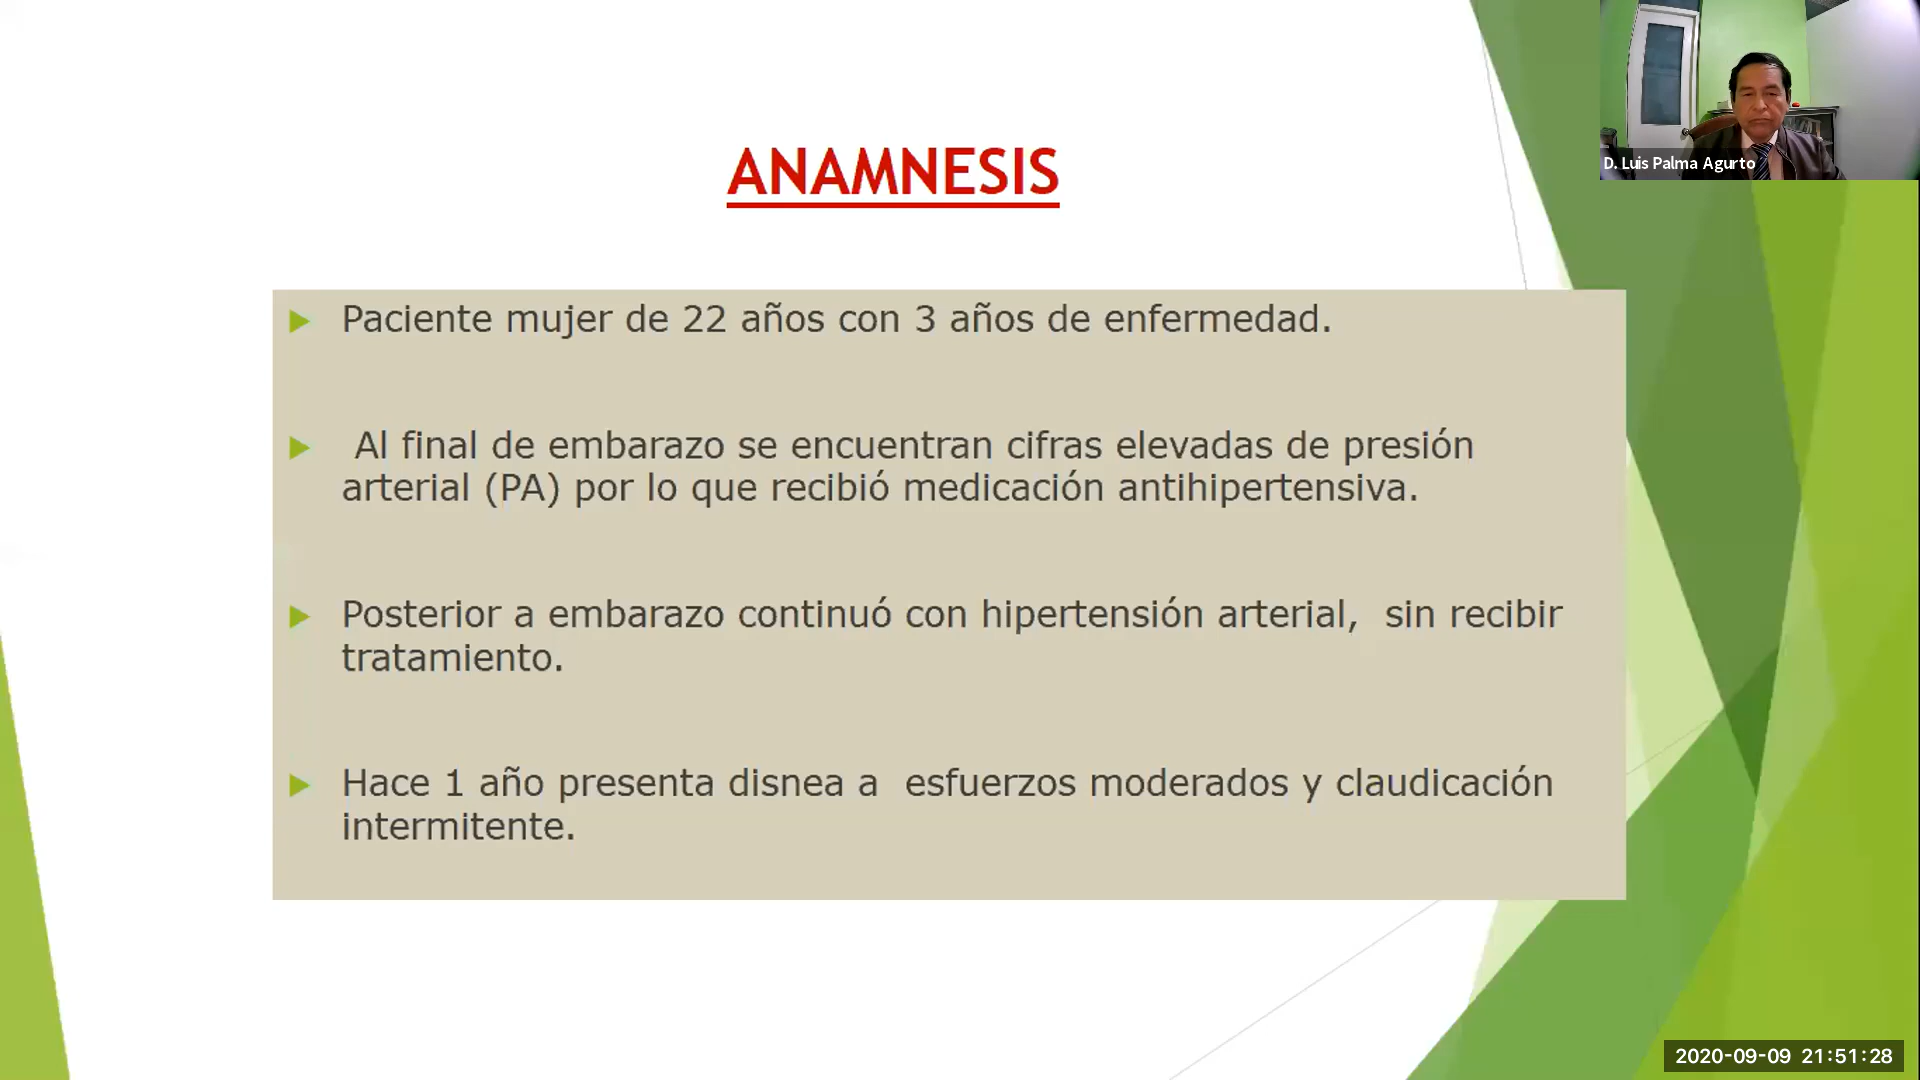 D. Luis Palma Agurto
ANAMNESIS
Paciente mujer de 22 años con 3 años de enfermedad.
Al final de embarazo se encuentran cifras elevadas de presión
arterial (PA) por lo que recibió medicación antihipertensiva.
Posterior a embarazo continuó con hipertensión arterial, sin recibir
tratamiento.
Hace 1 año presenta disnea a esfuerzos moderados y claudicación
intermitente.
2020-09-09 21:51:28